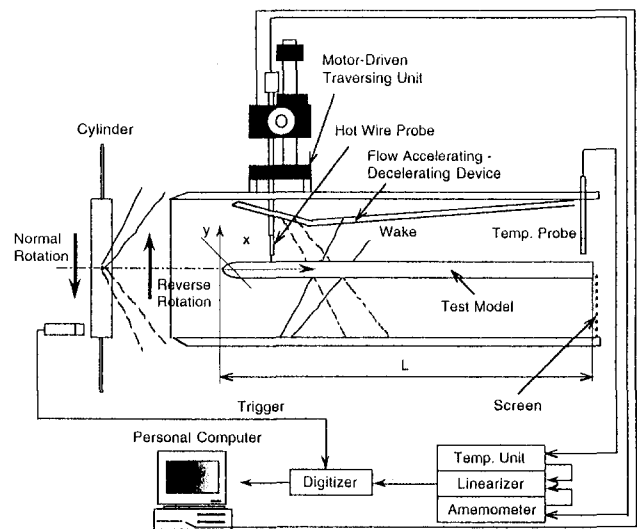 Motor-Driven
Traversing Unit
Cylinder
Hot Wire Probe
Flow Accelerating -
Decelerating Device
y
x
Wake
Temp. Probe
Normal
Rotation
Reverse
Rotation
Test Model
L
Trigger
Screen
Personal Computer
Digitizer
Temp. Unit
Linearizer
Amemometer